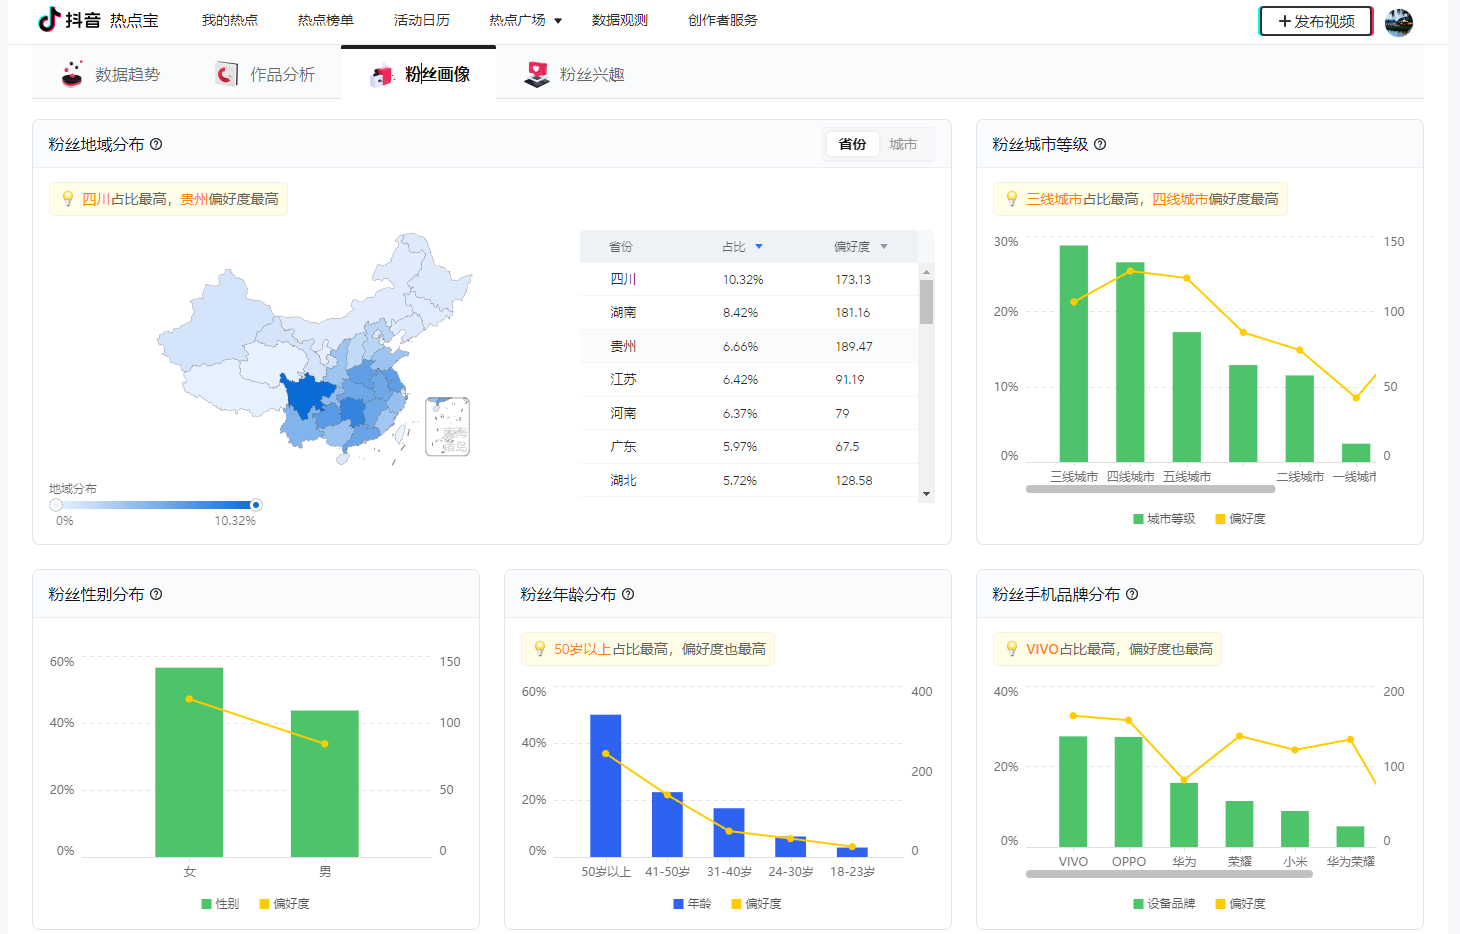 抖音 热点宝 我的热点 热点榜单 活动日历 热点广场 数据观测 创作者服务 发布视频
数据趋势 作品分析 粉丝画像 粉丝兴趣
粉丝地域分布
省份 城市
四川占比最高，贵州偏好度最高
省份 占比 偏好度
四川 10.32% 173.13
湖南 8.42% 181.16
贵州 6.66% 189.47
江苏 6.42% 91.19
河南 6.37% 79
广东 5.97% 67.5
湖北 5.72% 128.58
南海
诸岛
地域分布
0% 10.32%
粉丝城市等级
三线城市占比最高，四线城市偏好度最高
30% 150
20% 100
10% 50
0% 0
三线城市 四线城市 五线城市 二线城市 一线城市
城市等级 偏好度
粉丝性别分布
60% 150
40% 100
20% 50
0% 0
女 男
性别 偏好度
粉丝年龄分布
50岁以上占比最高，偏好度也最高
60% 400
40%
200
20%
0% 0
50岁以上 41-50岁 31-40岁 24-30岁 18-23岁
年龄 偏好度
粉丝手机品牌分布
VIVO占比最高，偏好度也最高
40% 200
20% 100
0% 0
VIVO OPPO 华为 荣耀 小米 华为荣耀
设备品牌 偏好度